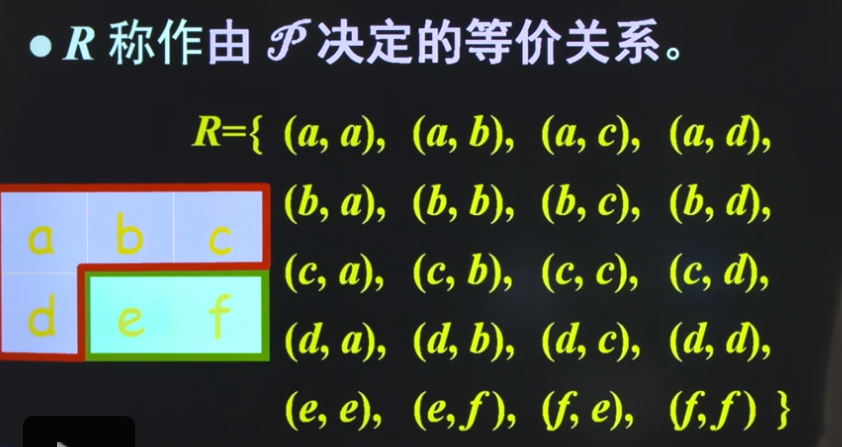 ● R 称作由 𝒫 决定的等价关系。
R={ (a, a), (a, b), (a, c), (a, d),
(b, a), (b, b), (b, c), (b, d),
(c, a), (c, b), (c, c), (c, d),
(d, a), (d, b), (d, c), (d, d),
(e, e), (e, f), (f, e), (f, f) }
a b c
d e f